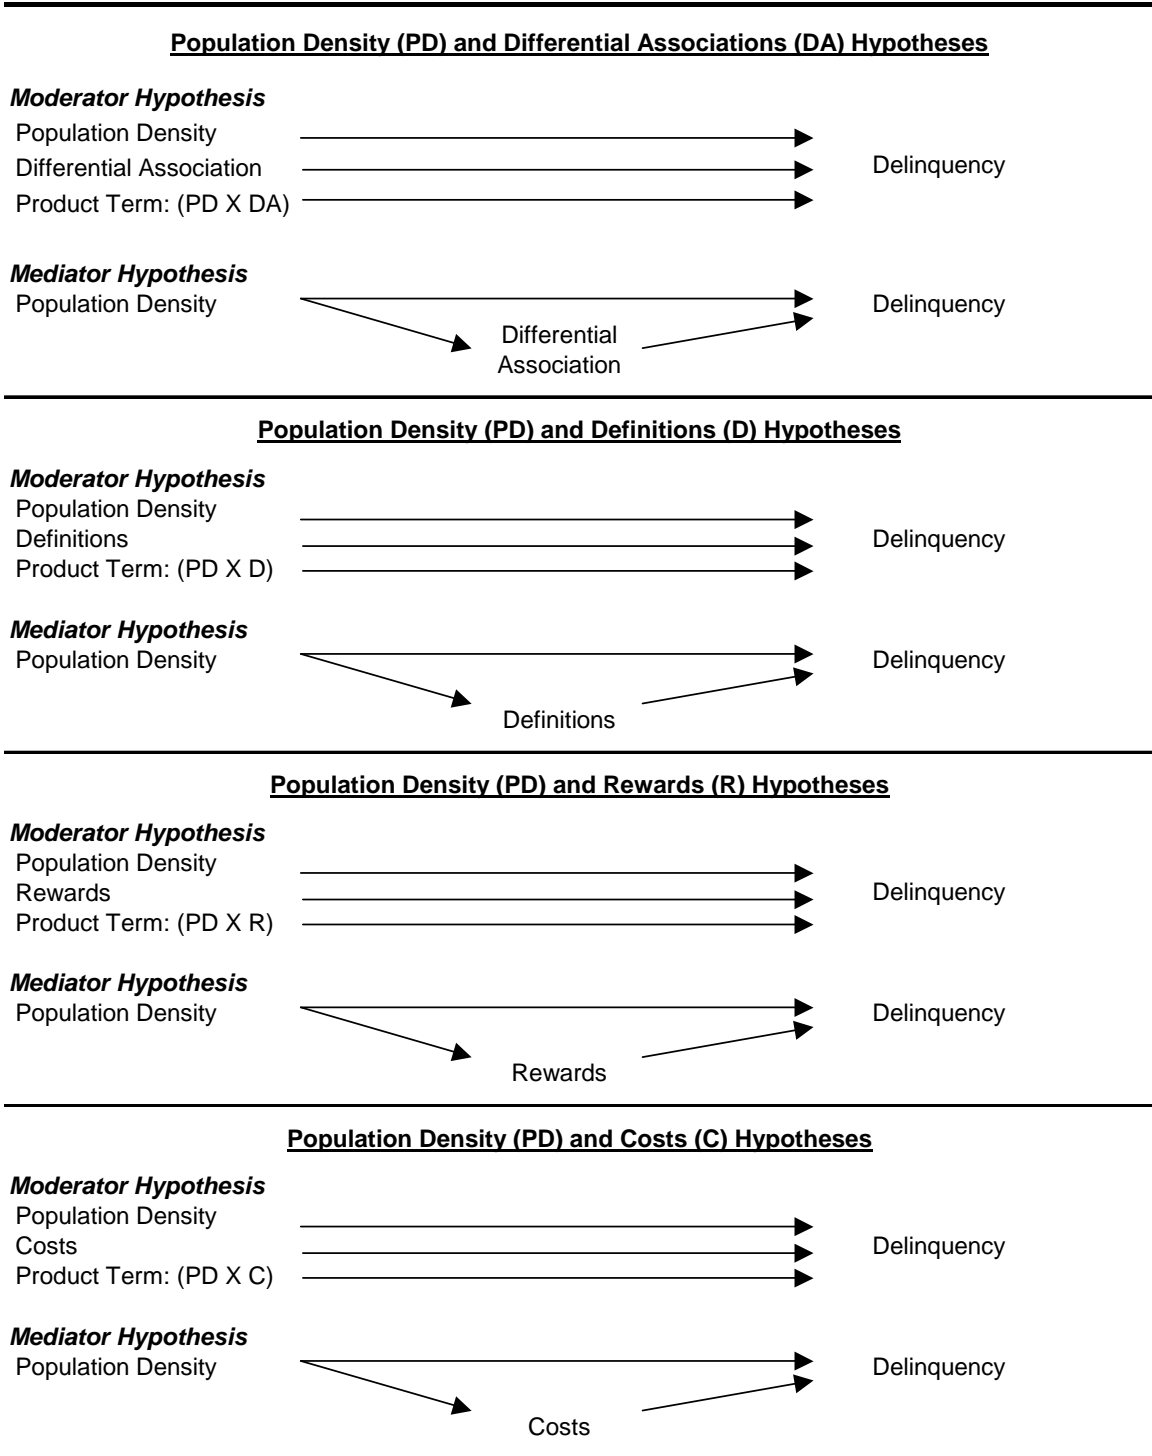 Population Density (PD) and Differential Associations (DA) Hypotheses
Moderator Hypothesis
Population Density
Differential Association
Delinquency
Product Term: (PD X DA)
Mediator Hypothesis
Population Density
Delinquency
Differential
Association
Population Density (PD) and Definitions (D) Hypotheses
Moderator Hypothesis
Population Density
Definitions
Delinquency
Product Term: (PD X D)
Mediator Hypothesis
Population Density
Delinquency
Definitions
Population Density (PD) and Rewards (R) Hypotheses
Moderator Hypothesis
Population Density
Rewards
Delinquency
Product Term: (PD X R)
Mediator Hypothesis
Population Density
Delinquency
Rewards
Population Density (PD) and Costs (C) Hypotheses
Moderator Hypothesis
Population Density
Costs
Delinquency
Product Term: (PD X C)
Mediator Hypothesis
Population Density
Delinquency
Costs